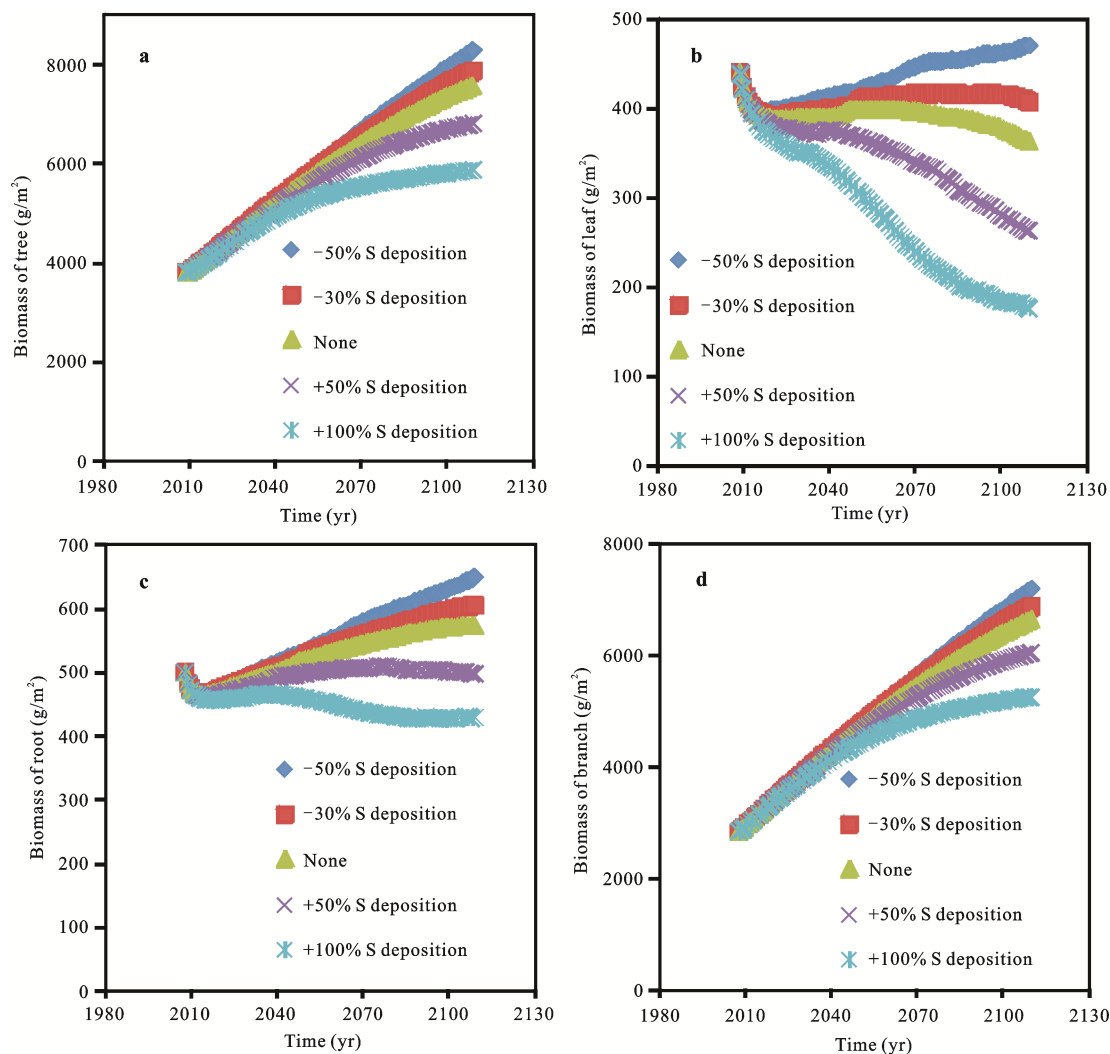 a
Biomass of tree (g/m²)
8000
6000
4000
2000
0
−50% S deposition
−30% S deposition
None
+50% S deposition
+100% S deposition
1980 2010 2040 2070 2100 2130
Time (yr)
b
Biomass of leaf (g/m²)
500
400
300
200
100
0
−50% S deposition
−30% S deposition
None
+50% S deposition
+100% S deposition
1980 2010 2040 2070 2100 2130
Time (yr)
c
Biomass of root (g/m²)
700
600
500
400
300
200
100
0
−50% S deposition
−30% S deposition
None
+50% S deposition
+100% S deposition
1980 2010 2040 2070 2100 2130
Time (yr)
d
Biomass of branch (g/m²)
8000
6000
4000
2000
0
−50% S deposition
−30% S deposition
None
+50% S deposition
+100% S deposition
1980 2010 2040 2070 2100 2130
Time (yr)